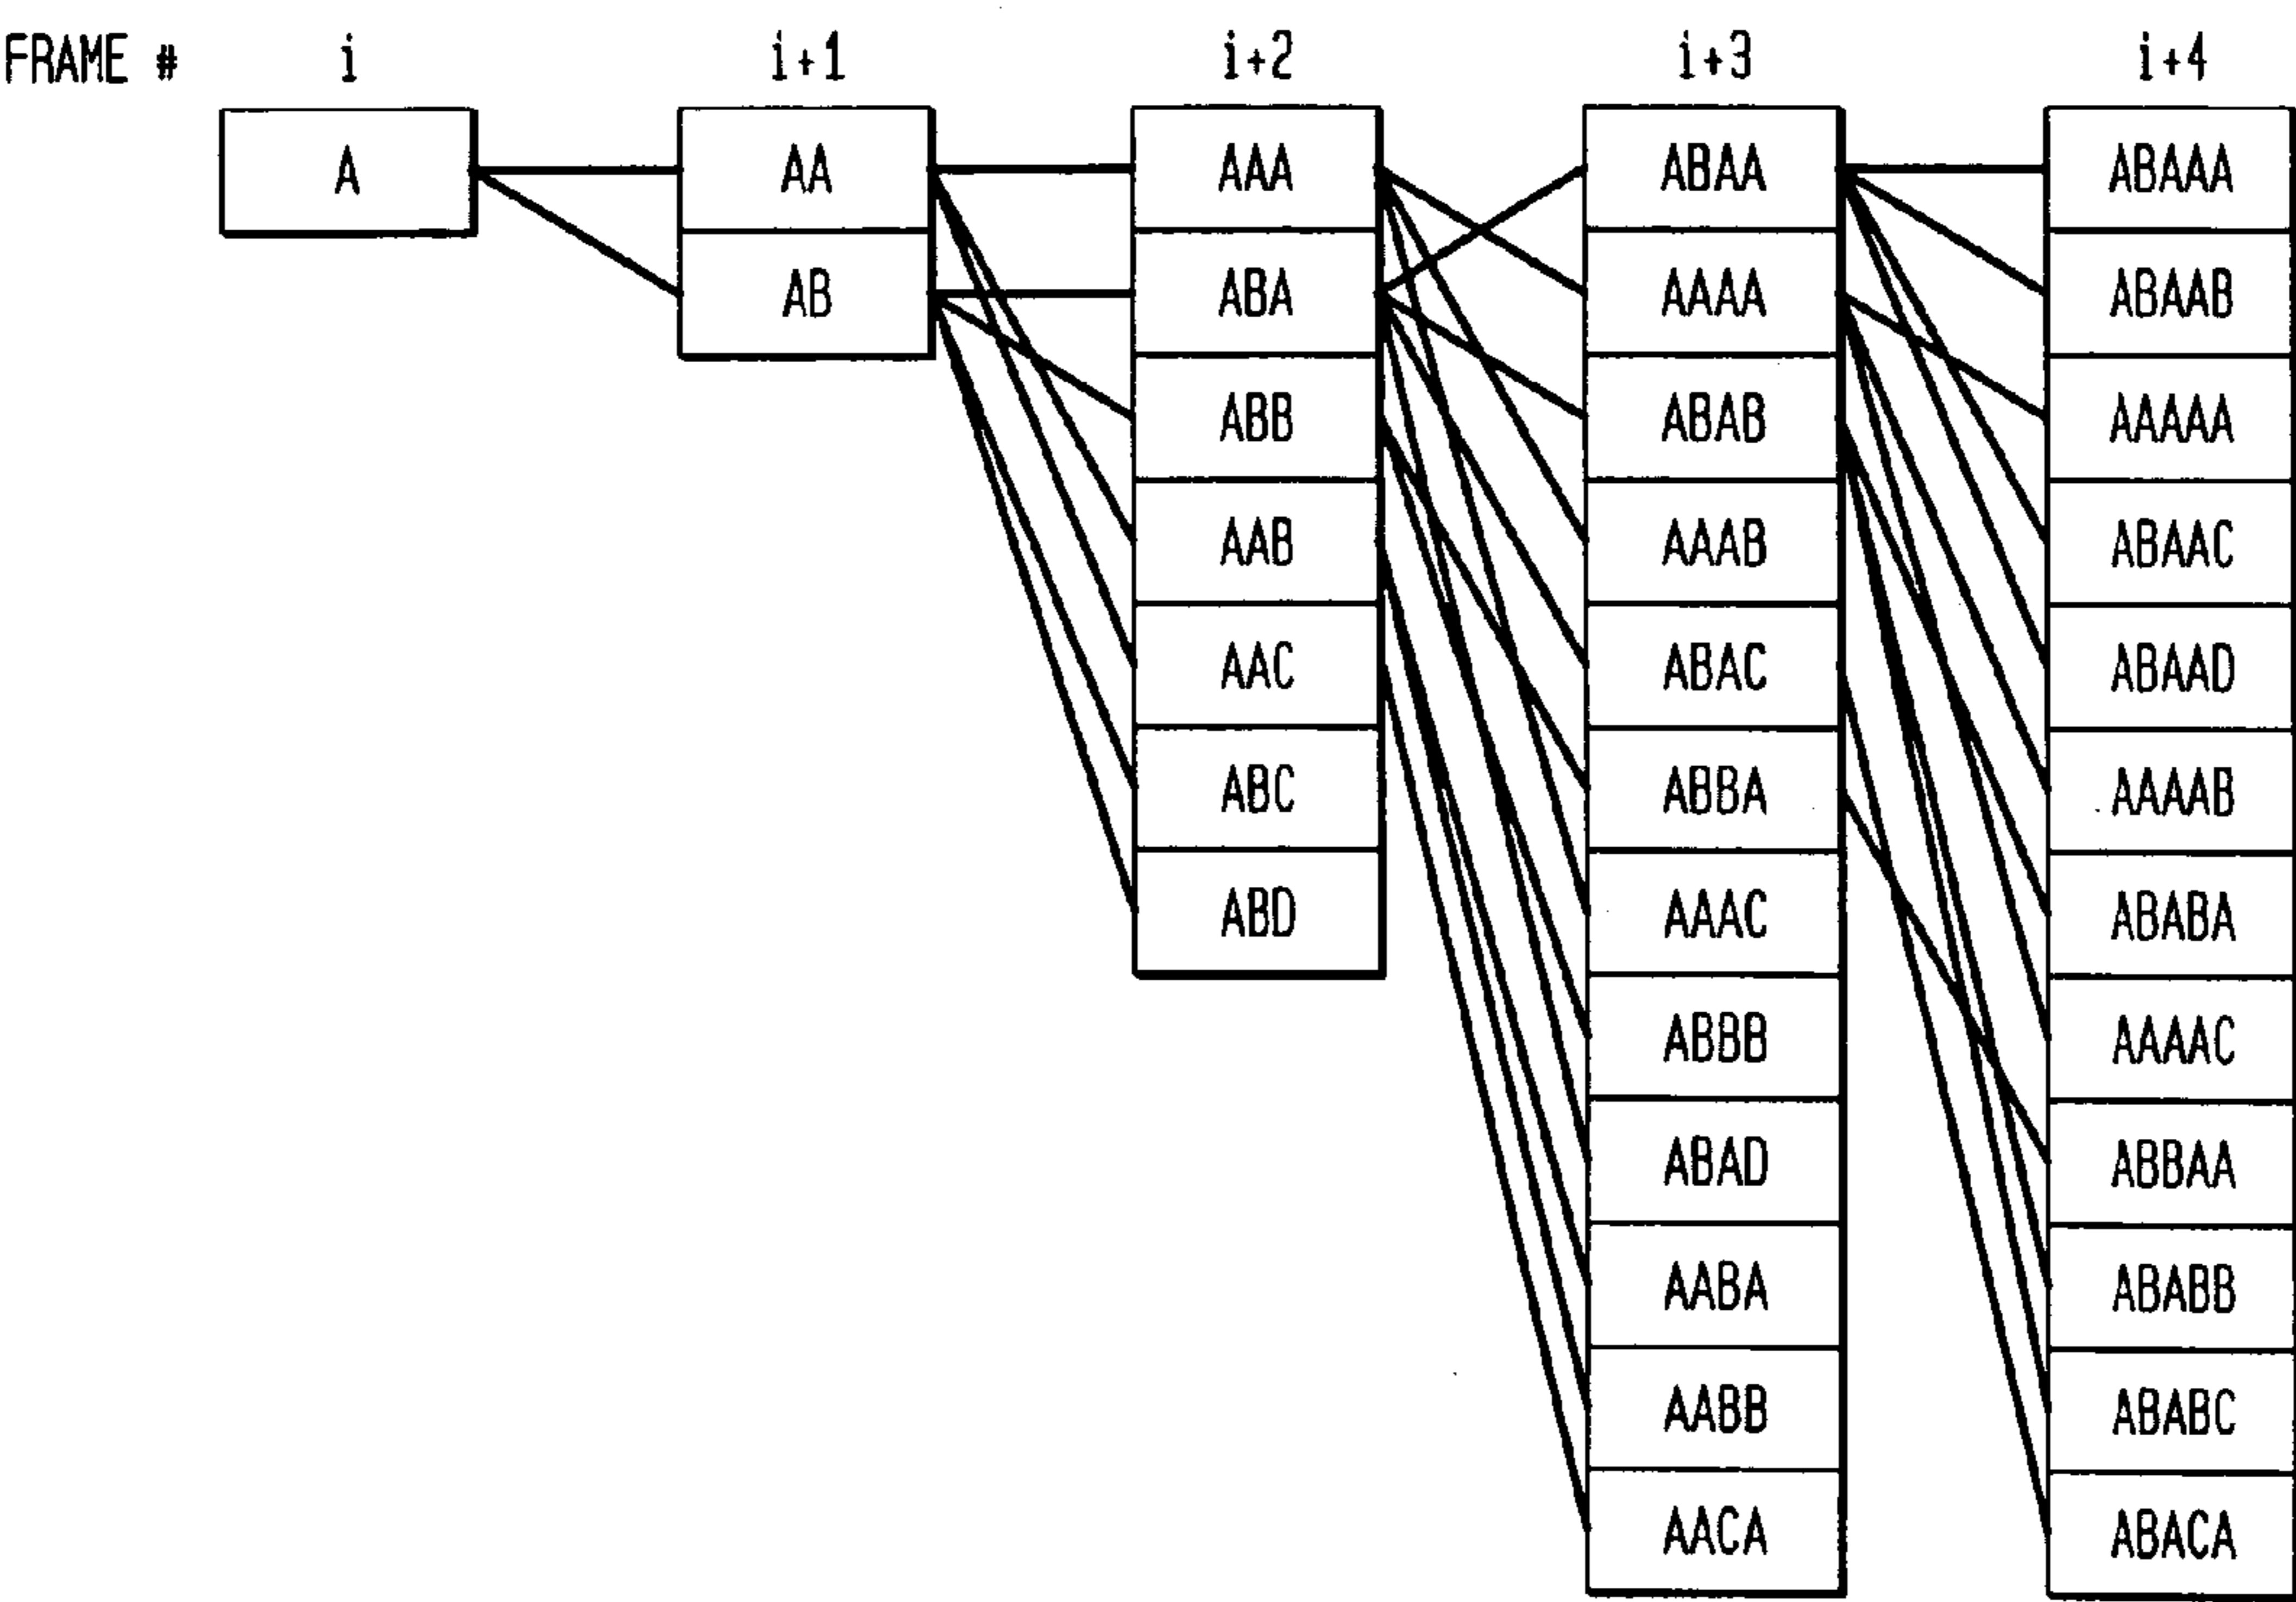 FRAME # i i+1 i+2 i+3 i+4
A AA AAA ABAA ABAAA
AB ABA AAAA ABAAB
ABB ABAB AAAAA
AAB AAAB ABAAC
AAC ABAC ABAAD
ABC ABBA AAAAB
ABD AAAC ABABA
ABBB AAAAC
ABAD ABBAA
AABA ABABB
AABB ABABC
AACA ABACA